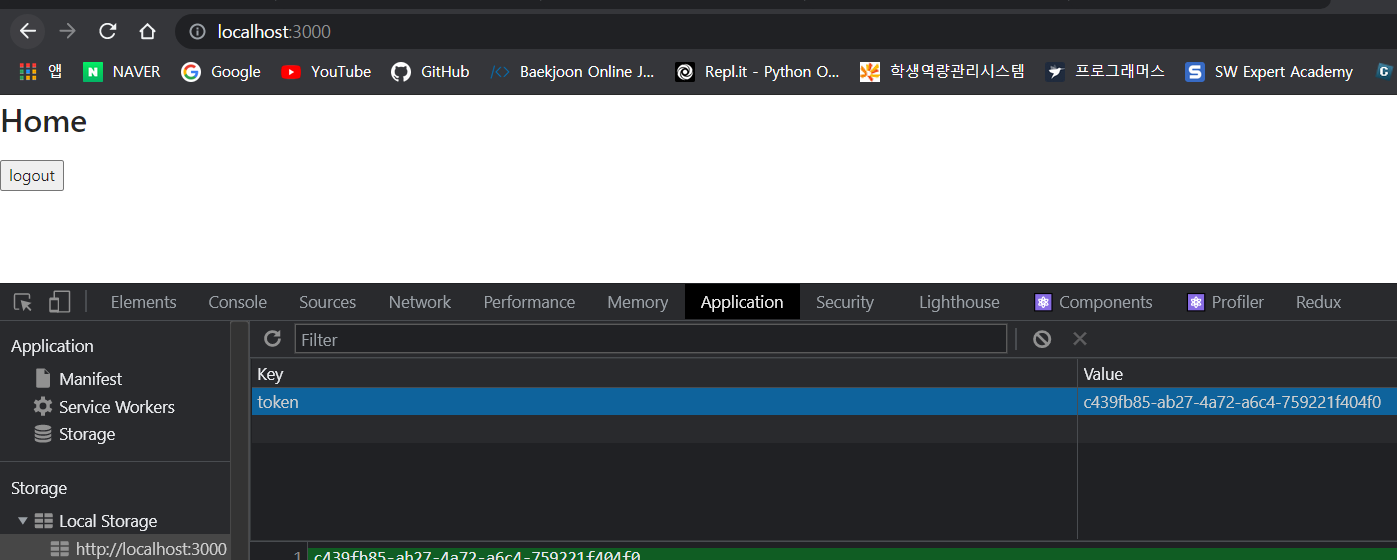 localhost:3000
앱 NAVER Google YouTube GitHub Baekjoon Online J... Repl.it - Python O... 학생역량관리시스템 프로그래머스 SW Expert Academy
Home
logout
Elements Console Sources Network Performance Memory Application Security Lighthouse Components Profiler Redux
Application
Filter
Key Value
Manifest
token c439fb85-ab27-4a72-a6c4-759221f404f0
Service Workers
Storage
Storage
Local Storage
http://localhost:3000
1 c439fb85-ab27-4a72-a6c4-759221f404f0